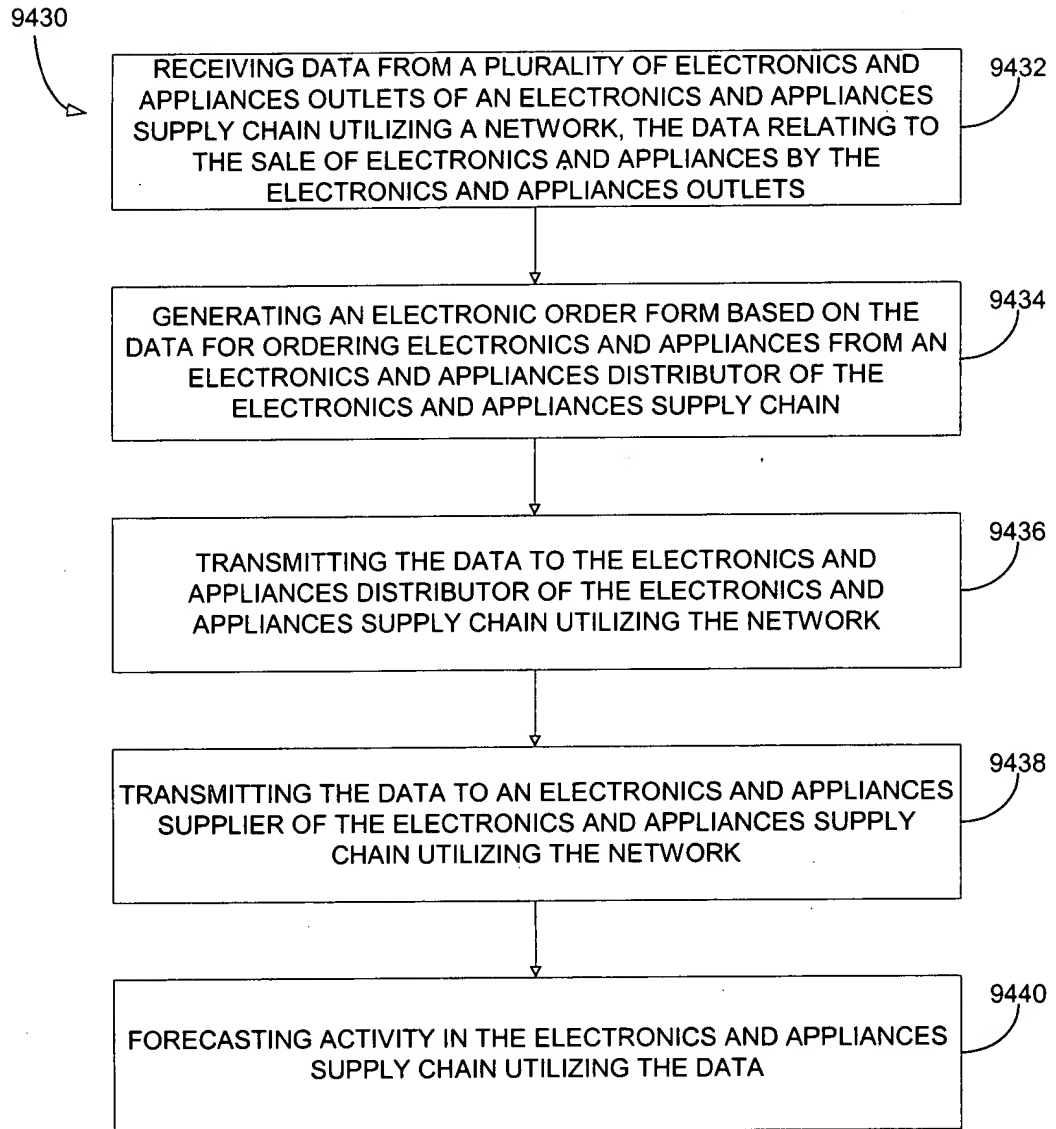 9430
RECEIVING DATA FROM A PLURALITY OF ELECTRONICS AND
APPLIANCES OUTLETS OF AN ELECTRONICS AND APPLIANCES
SUPPLY CHAIN UTILIZING A NETWORK, THE DATA RELATING TO
THE SALE OF ELECTRONICS AND APPLIANCES BY THE
ELECTRONICS AND APPLIANCES OUTLETS
9432
GENERATING AN ELECTRONIC ORDER FORM BASED ON THE
DATA FOR ORDERING ELECTRONICS AND APPLIANCES FROM AN
ELECTRONICS AND APPLIANCES DISTRIBUTOR OF THE
ELECTRONICS AND APPLIANCES SUPPLY CHAIN
9434
TRANSMITTING THE DATA TO THE ELECTRONICS AND
APPLIANCES DISTRIBUTOR OF THE ELECTRONICS AND
APPLIANCES SUPPLY CHAIN UTILIZING THE NETWORK
9436
TRANSMITTING THE DATA TO AN ELECTRONICS AND APPLIANCES
SUPPLIER OF THE ELECTRONICS AND APPLIANCES SUPPLY
CHAIN UTILIZING THE NETWORK
9438
FORECASTING ACTIVITY IN THE ELECTRONICS AND APPLIANCES
SUPPLY CHAIN UTILIZING THE DATA
9440